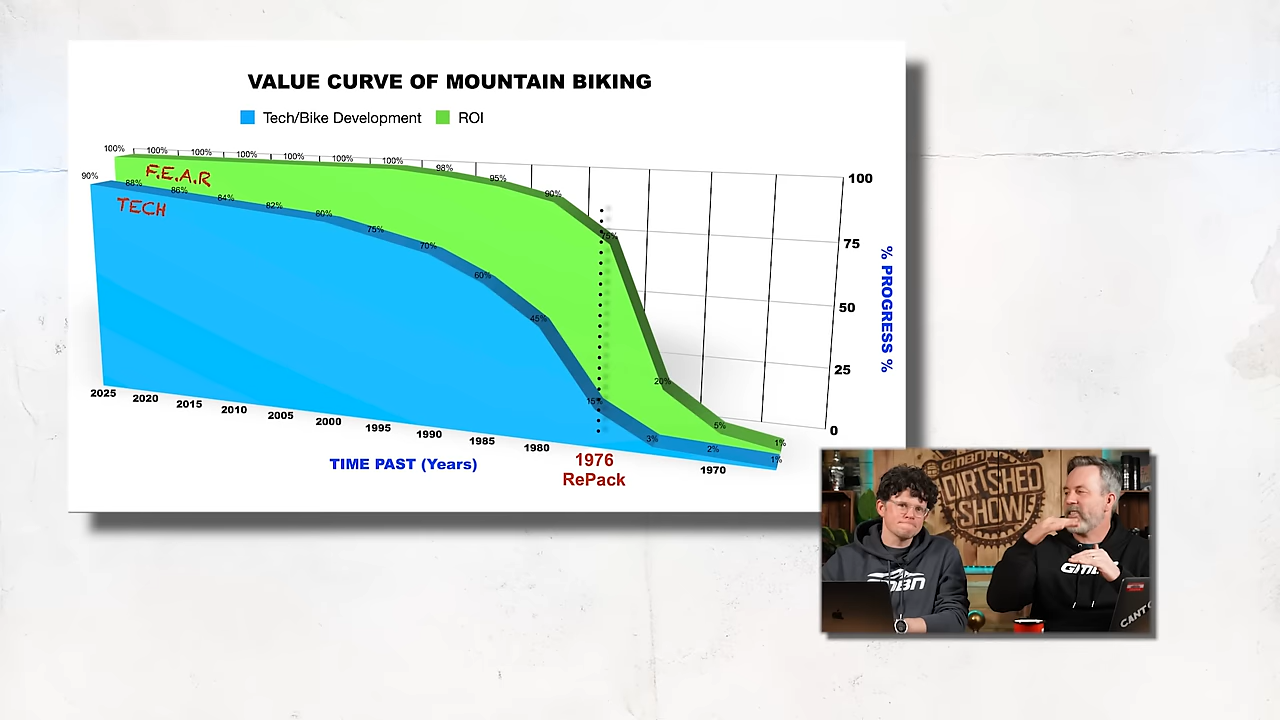 VALUE CURVE OF MOUNTAIN BIKING
Tech/Bike Development ROI
100% 100% 100% 100% 100% 100% 100% 98% 95% 90% 75% 20% 5% 1%
F.E.A.R
90% 88% 86% 84% 82% 80% 75% 70% 60% 45% 15% 3% 2% 1%
TECH
100
75
50
25
0
% PROGRESS %
2025 2020 2015 2010 2005 2000 1995 1990 1985 1980 1970
TIME PAST (Years)
1976
RePack
GMBN
DIRTSHED
SHOW
GMBN
CANYO